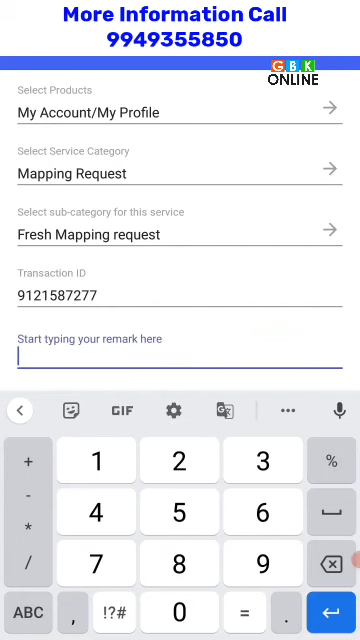 More Information Call
9949355850
GBK
ONLINE
Select Products
My Account/My Profile
Select Service Category
Mapping Request
Select sub-category for this service
Fresh Mapping request
Transaction ID
9121587277
Start typing your remark here
GIF
+ 1 2 3 %
- 4 5 6
* 7 8 9
/
ABC , !?# 0 = .